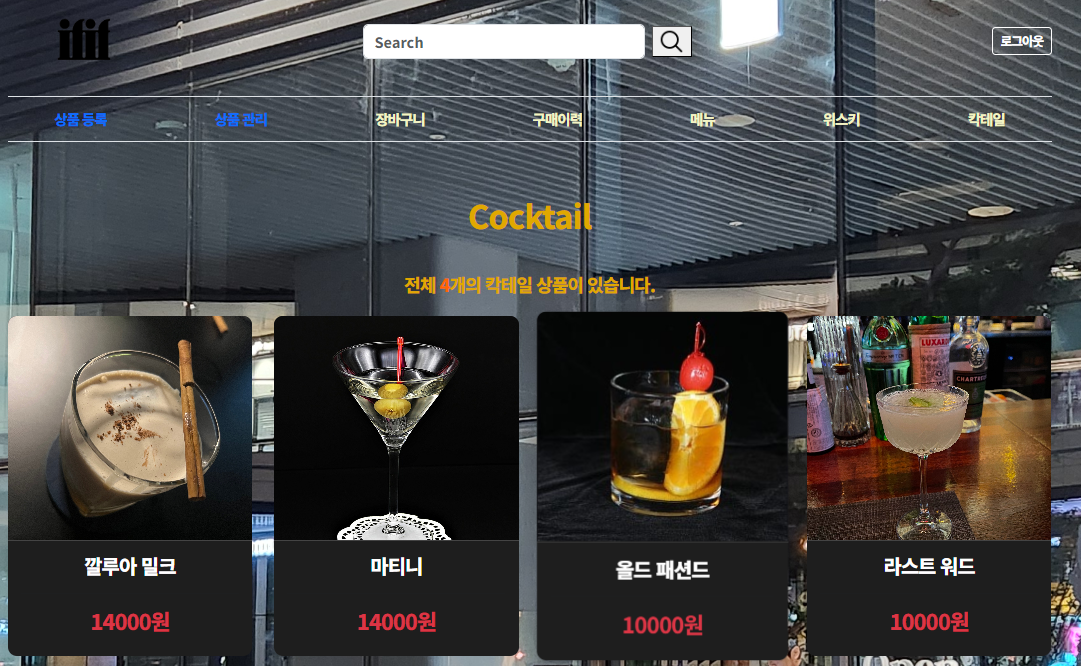 ifif
Search
로그아웃
상품 등록 상품 관리 장바구니 구매이력 메뉴 위스키 칵테일
Cocktail
전체 4개의 칵테일 상품이 있습니다.
LUXARDO
CHARTREUSE
깔루아 밀크 마티니 올드 패션드 라스트 워드
14000원 14000원 10000원 10000원
Open